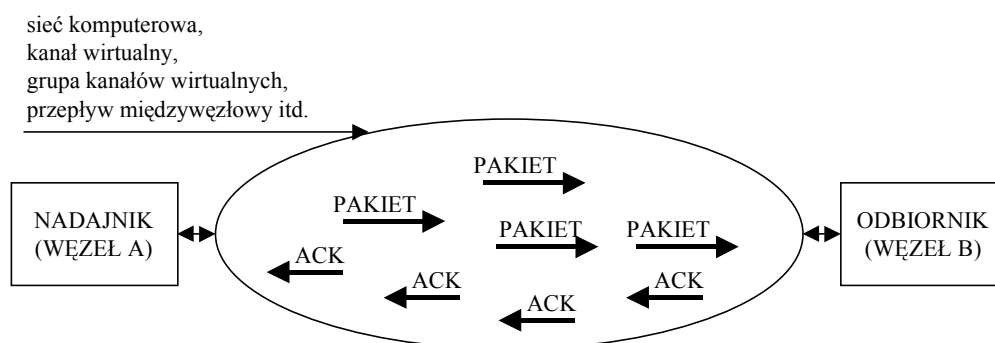 sieć komputerowa,
kanał wirtualny,
grupa kanałów wirtualnych,
przepływ międzywęzłowy itd.
PAKIET
PAKIET
NADAJNIK
(WĘZEŁ A)
PAKIET
PAKIET
ODBIORNIK
(WĘZEŁ B)
ACK
ACK
ACK
ACK